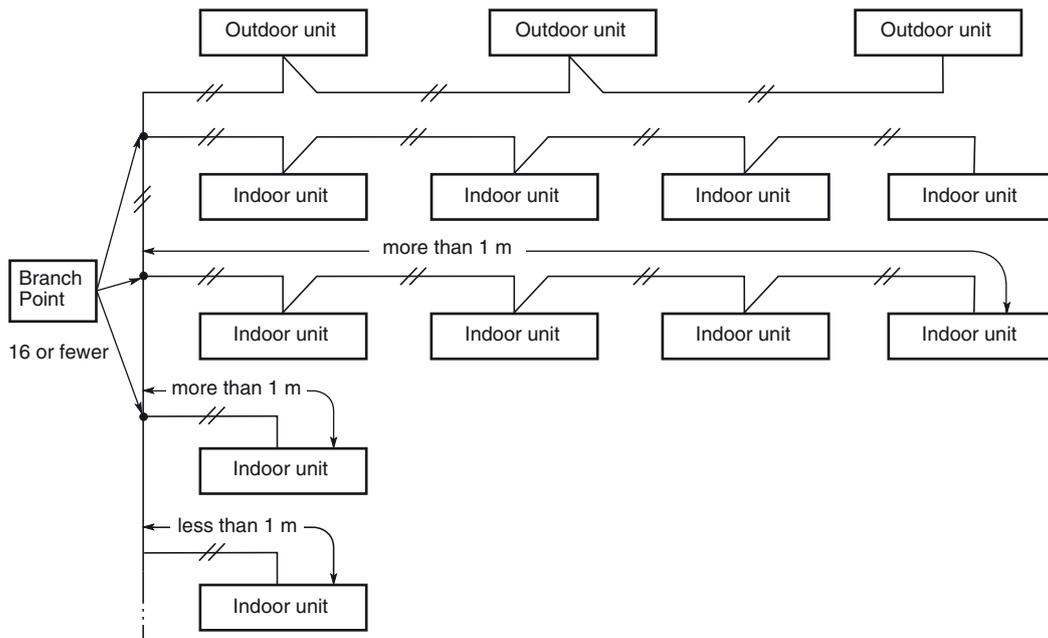 Outdoor unit
Outdoor unit
Outdoor unit
Indoor unit
Indoor unit
Indoor unit
Indoor unit
more than 1 m
Branch
Point
16 or fewer
Indoor unit
Indoor unit
Indoor unit
Indoor unit
more than 1 m
Indoor unit
less than 1 m
Indoor unit